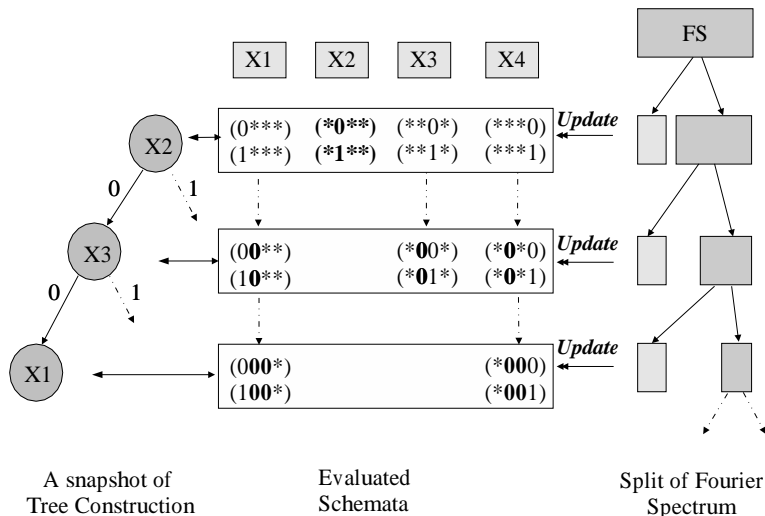 FS
X1 X2 X3 X4
(0***) (*0**) (**0*) (***0) Update
(1***) (*1**) (**1*) (***1)
X2
0 1
(00**) (*00*) (*0*0) Update
(10**) (*01*) (*0*1)
X3
0 1
(000*) (*000) Update
(100*) (*001)
X1
A snapshot of
Tree Construction
Evaluated
Schemata
Split of Fourier
Spectrum